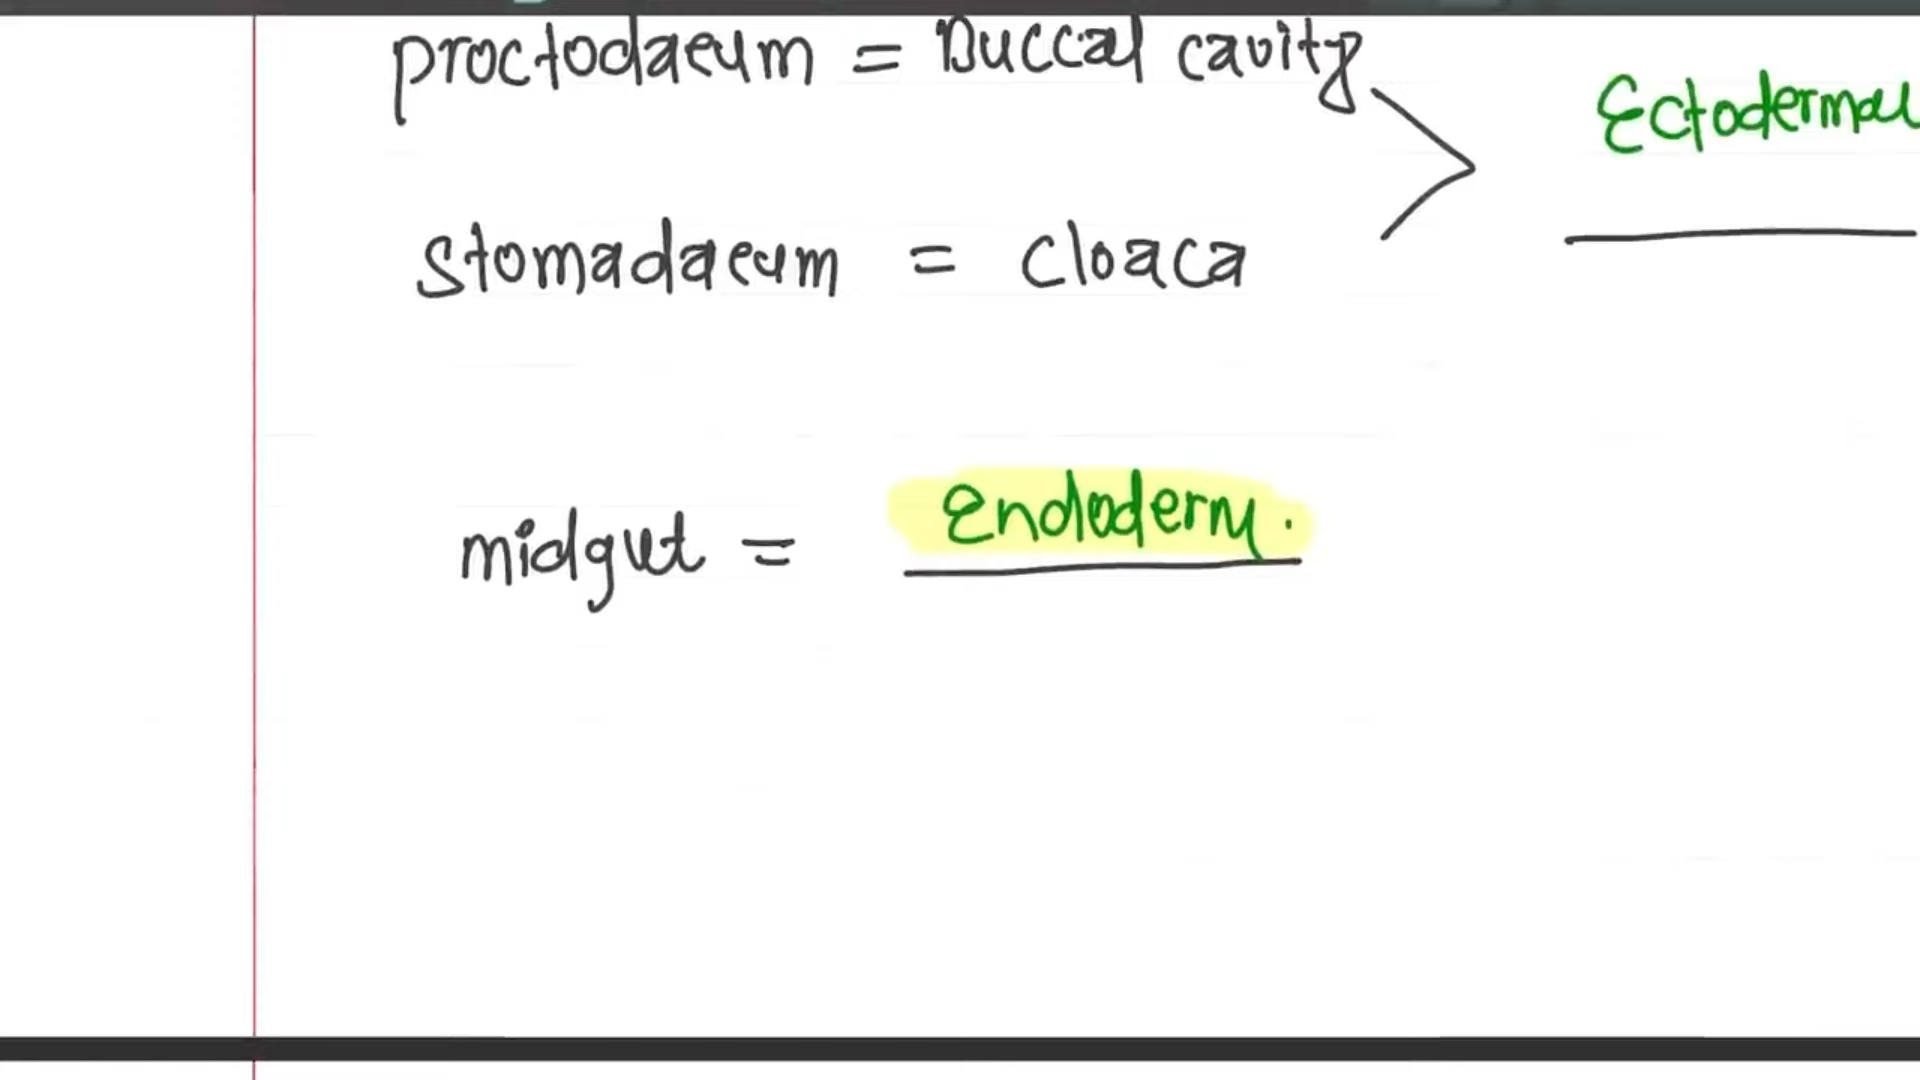 proctodaeum = Buccal cavity
Ectodermal
stomadaeum = cloaca
midgut = Endoderm.